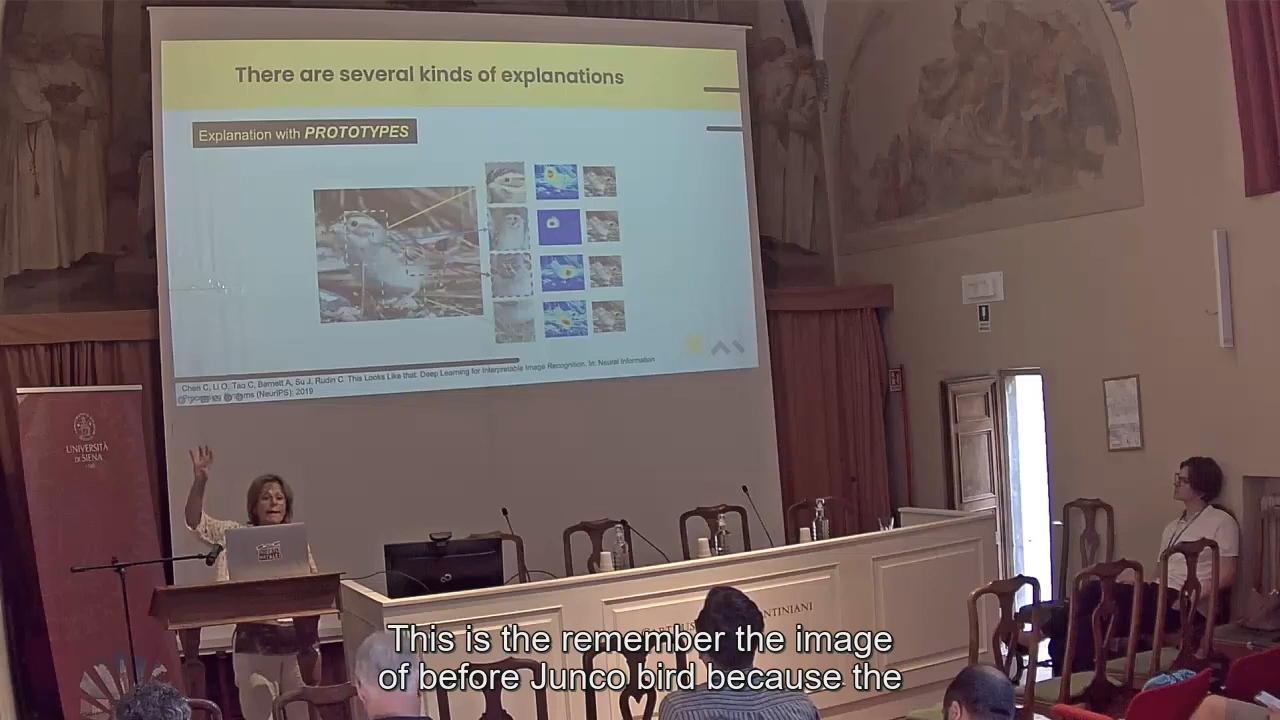 There are several kinds of explanations
Explanation with PROTOTYPES
Chen C, Li O, Tao C, Barnett A, Su J, Rudin C. This Looks Like that: Deep Learning for Interpretable Image Recognition. In: Neural Information
(NeurIPS); 2019
UNIVERSITÀ
DI SIENA
This is the remember the image
of before Junco bird because the